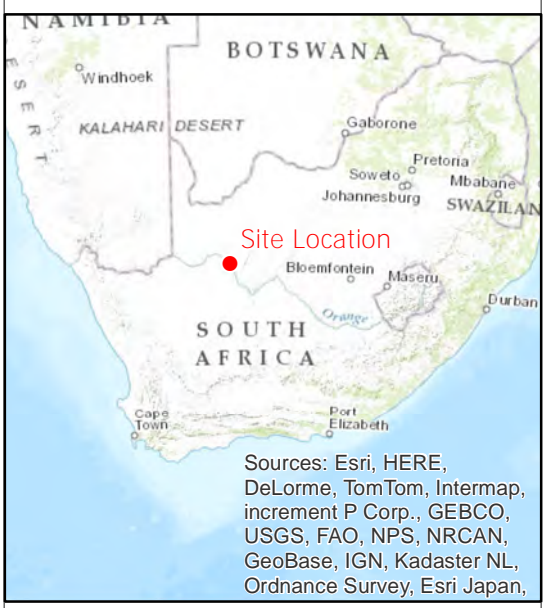 NAMIBIA
BOTSWANA
Windhoek
ESERT
KALAHARI DESERT
Gaborone
Pretoria
Soweto
Mbabane
Johannesburg
SWAZILAN
Site Location
Bloemfontein
Maseru
Durban
Orange
SOUTH
AFRICA
Cape
Town
Port
Elizabeth
Sources: Esri, HERE,
DeLorme, TomTom, Intermap,
increment P Corp., GEBCO,
USGS, FAO, NPS, NRCAN,
GeoBase, IGN, Kadaster NL,
Ordnance Survey, Esri Japan,